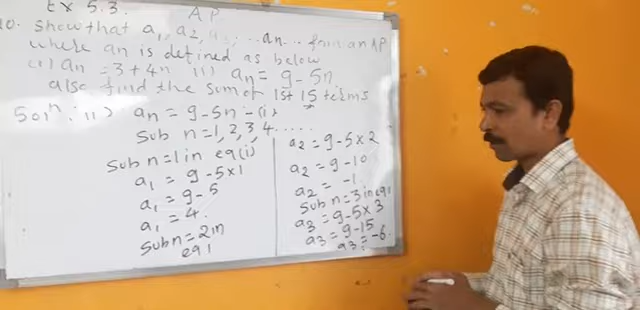 Ex 5.3. AP
10. show that a₁, a₂, a₃, ... an... form an AP
where an is defined as below
(i) an = 3+4n (ii) an = 9-5n.
also find the sum of 1st 15 terms
Solⁿ: ii) an = 9-5n -(i)
Sub n=1,2,3,4.....
Sub n=1 in eq(i)
a₁ = 9-5×1
a₁ = 9-5
a₁ = 4.
Sub n=2 in
eq 1
a₂ = 9-5×2
a₂ = 9-10
a₂ = -1.
Sub n=3 in eq 1
a₃ = 9-5×3
a₃ = 9-15
a₃ = -6.